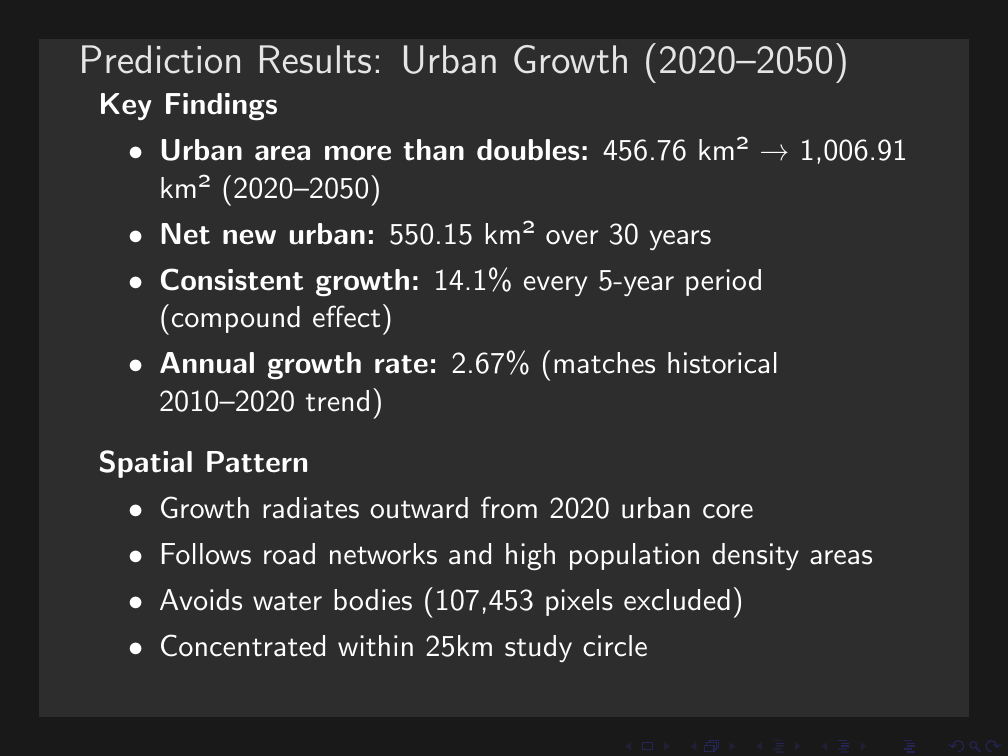 Prediction Results: Urban Growth (2020–2050)
Key Findings
• Urban area more than doubles: 456.76 km² → 1,006.91
km² (2020–2050)
• Net new urban: 550.15 km² over 30 years
• Consistent growth: 14.1% every 5-year period
(compound effect)
• Annual growth rate: 2.67% (matches historical
2010–2020 trend)
Spatial Pattern
• Growth radiates outward from 2020 urban core
• Follows road networks and high population density areas
• Avoids water bodies (107,453 pixels excluded)
• Concentrated within 25km study circle